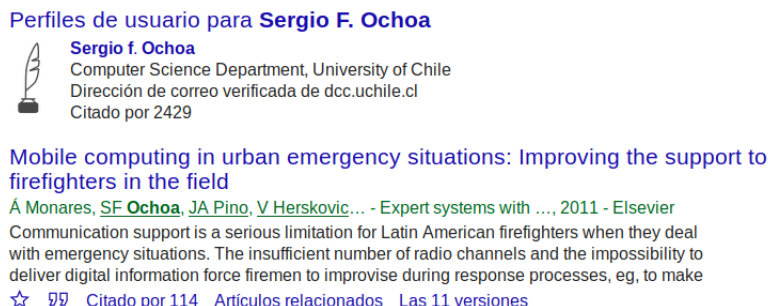 Perfiles de usuario para Sergio F. Ochoa
Sergio f. Ochoa
Computer Science Department, University of Chile
Dirección de correo verificada de dcc.uchile.cl
Citado por 2429
Mobile computing in urban emergency situations: Improving the support to
firefighters in the field
Á Monares, SF Ochoa, JA Pino, V Herskovic… - Expert systems with …, 2011 - Elsevier
Communication support is a serious limitation for Latin American firefighters when they deal
with emergency situations. The insufficient number of radio channels and the impossibility to
deliver digital information force firemen to improvise during response processes, eg, to make
Citado por 114 Artículos relacionados Las 11 versiones